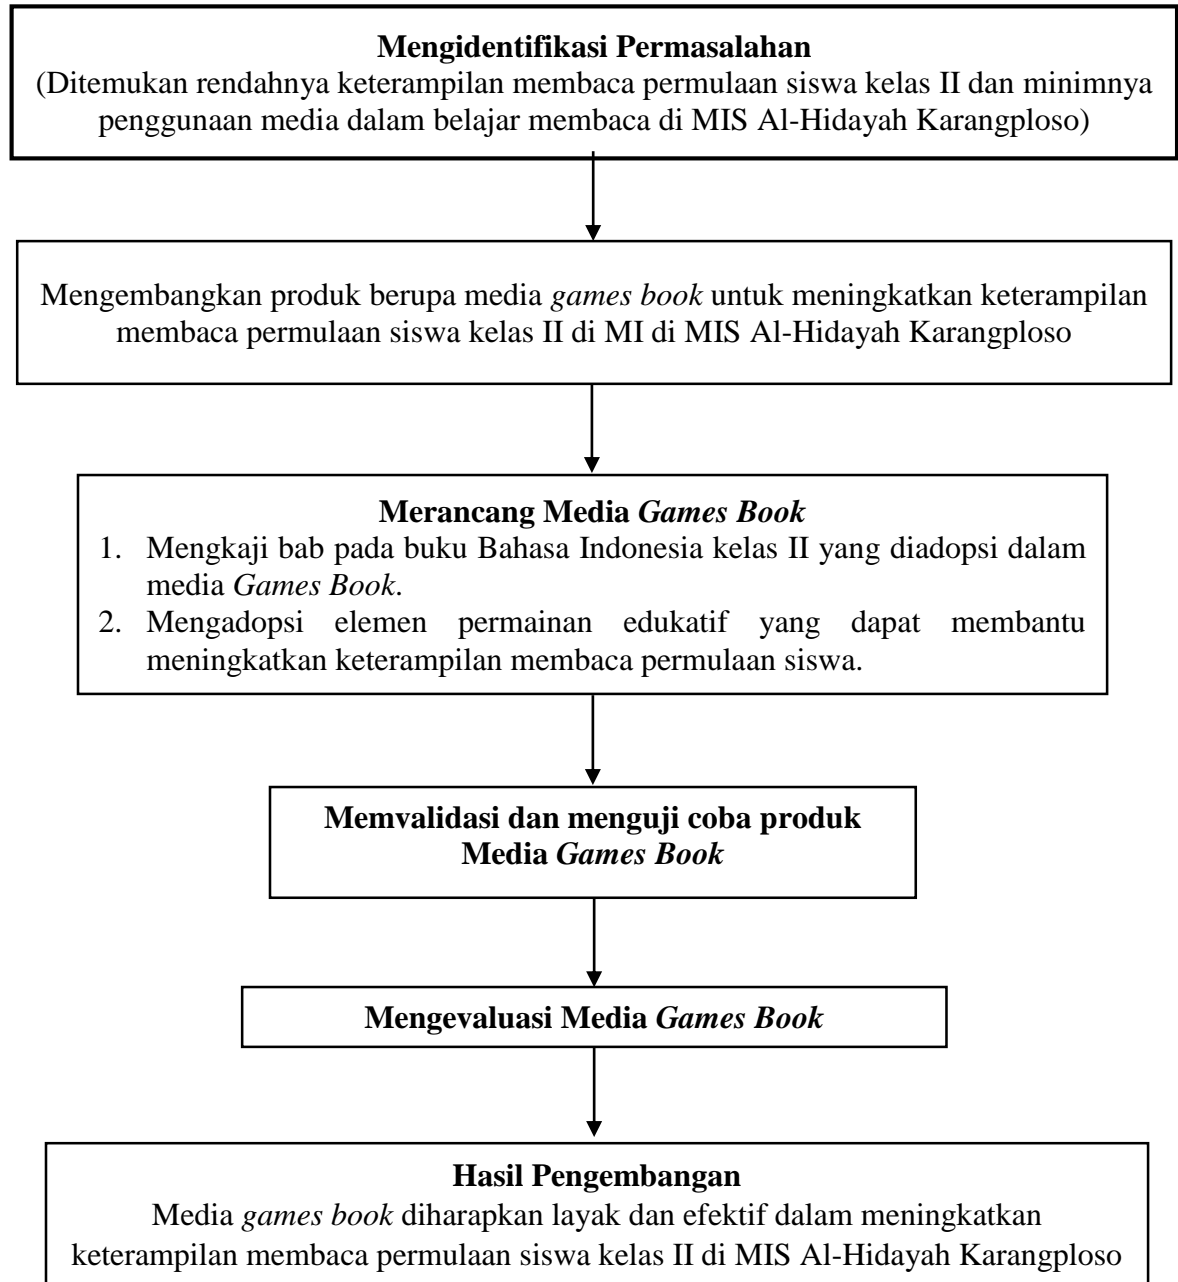 Mengidentifikasi Permasalahan
(Ditemukan rendahnya keterampilan membaca permulaan siswa kelas II dan minimnya
penggunaan media dalam belajar membaca di MIS Al-Hidayah Karangploso)
Mengembangkan produk berupa media games book untuk meningkatkan keterampilan
membaca permulaan siswa kelas II di MI di MIS Al-Hidayah Karangploso
Merancang Media Games Book
1. Mengkaji bab pada buku Bahasa Indonesia kelas II yang diadopsi dalam
media Games Book.
2. Mengadopsi elemen permainan edukatif yang dapat membantu
meningkatkan keterampilan membaca permulaan siswa.
Memvalidasi dan menguji coba produk
Media Games Book
Mengevaluasi Media Games Book
Hasil Pengembangan
Media games book diharapkan layak dan efektif dalam meningkatkan
keterampilan membaca permulaan siswa kelas II di MIS Al-Hidayah Karangploso